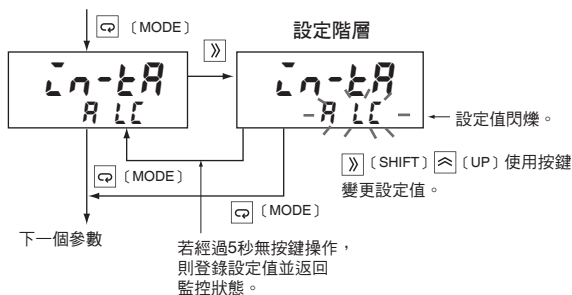 〔MODE〕
設定階層
in-tA
A LC
in-tA
A LC
設定值閃爍。
〔SHIFT〕 〔UP〕使用按鍵
變更設定值。
〔MODE〕
〔MODE〕
下一個參數
若經過5秒無按鍵操作，
則登錄設定值並返回
監控狀態。